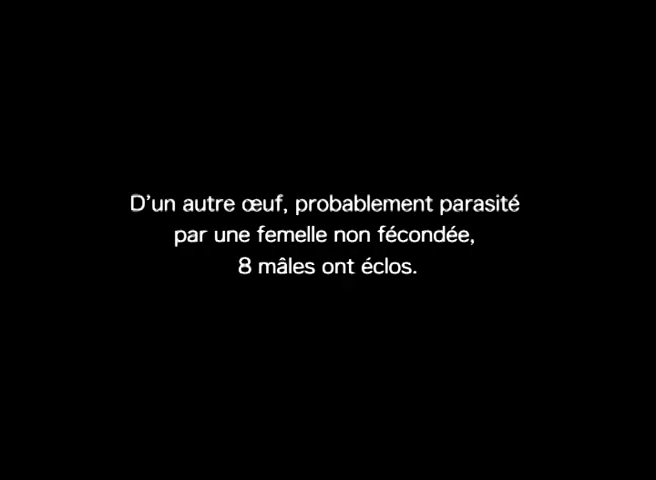 D’un autre œuf, probablement parasité
par une femelle non fécondée,
8 mâles ont éclos.